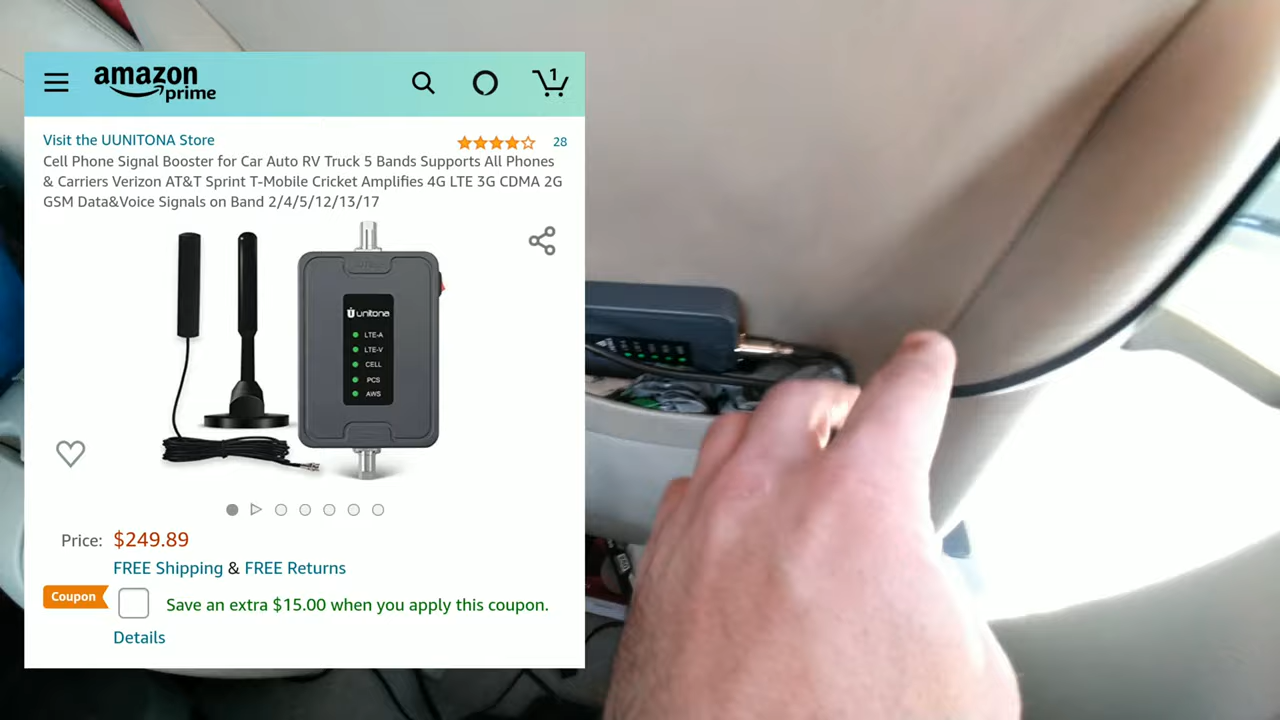 amazon
prime
1
Visit the UUNITONA Store
28
Cell Phone Signal Booster for Car Auto RV Truck 5 Bands Supports All Phones
& Carriers Verizon AT&T Sprint T-Mobile Cricket Amplifies 4G LTE 3G CDMA 2G
GSM Data&Voice Signals on Band 2/4/5/12/13/17
Uunitona
LTE-A
LTE-V
CELL
PCS
AWS
Price: $249.89
FREE Shipping & FREE Returns
Coupon Save an extra $15.00 when you apply this coupon.
Details